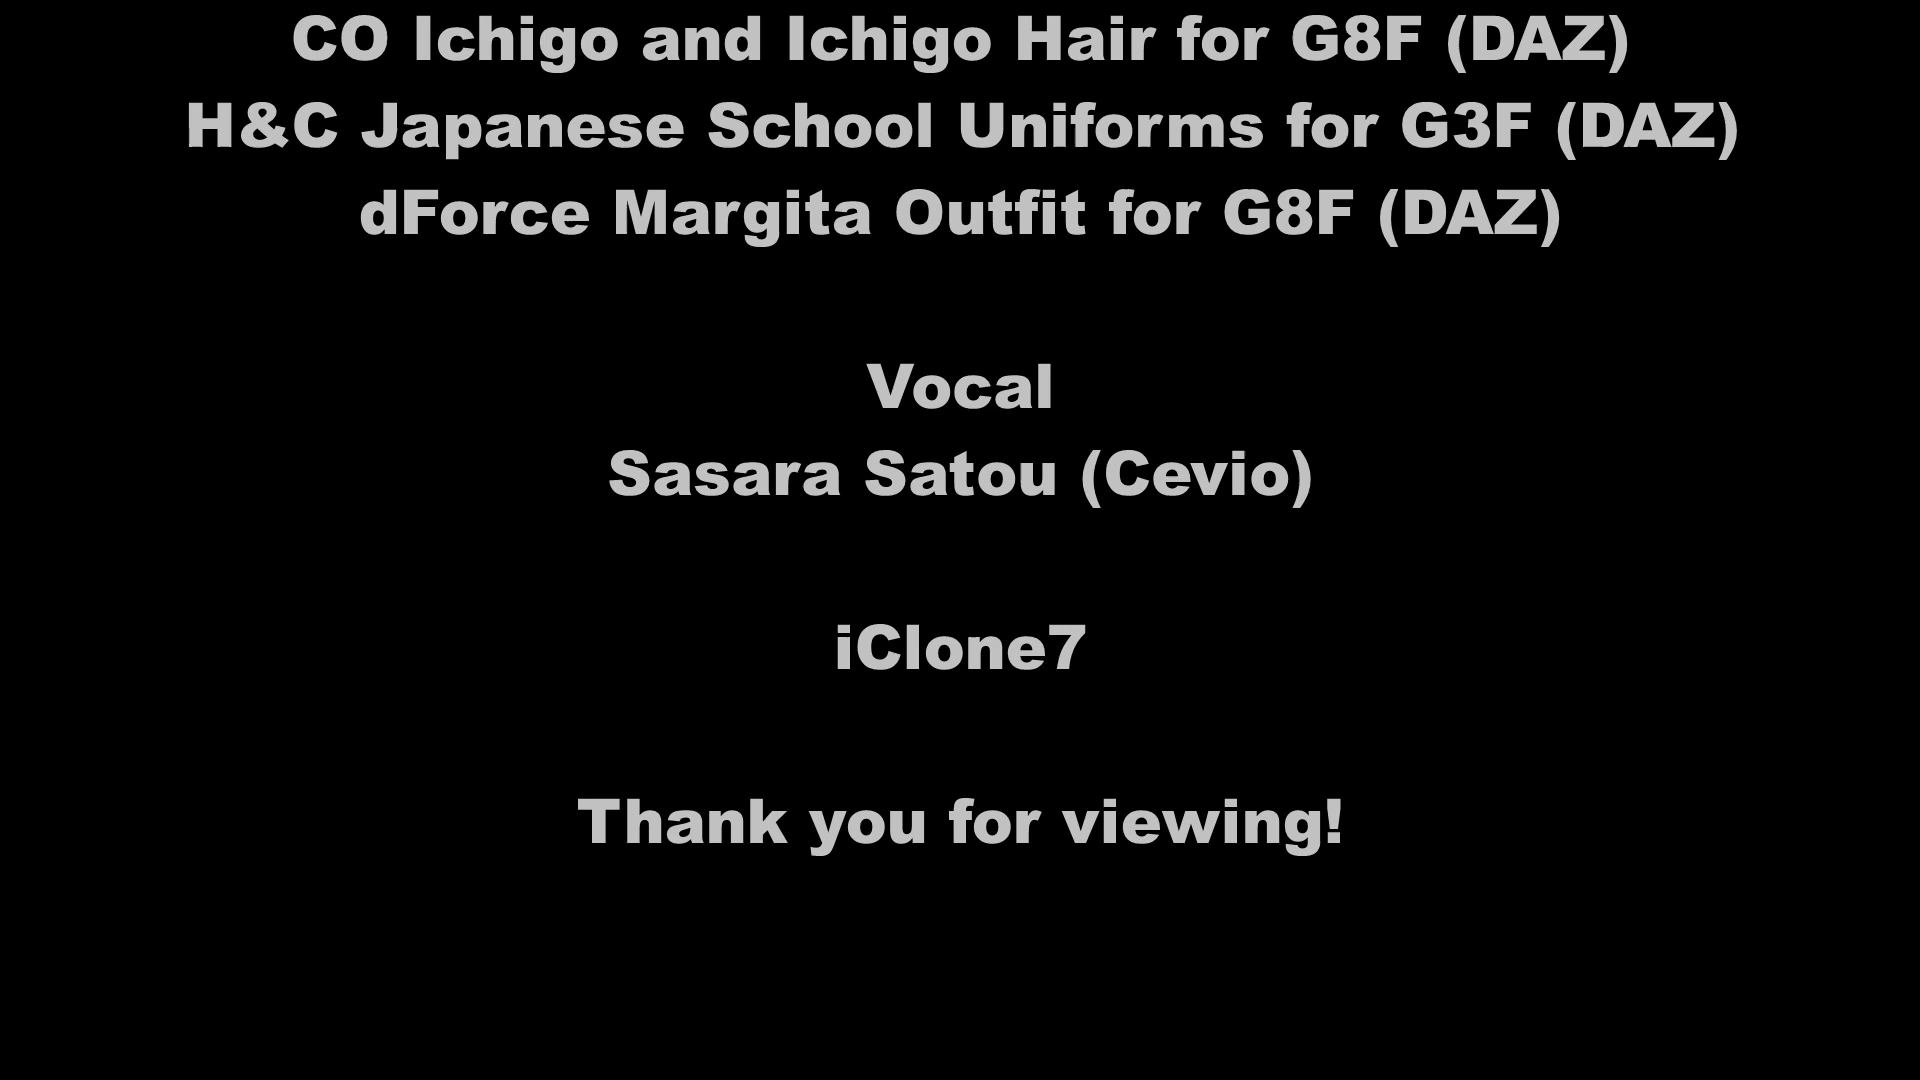 CO Ichigo and Ichigo Hair for G8F (DAZ)
H&C Japanese School Uniforms for G3F (DAZ)
dForce Margita Outfit for G8F (DAZ)
Vocal
Sasara Satou (Cevio)
iClone7
Thank you for viewing!